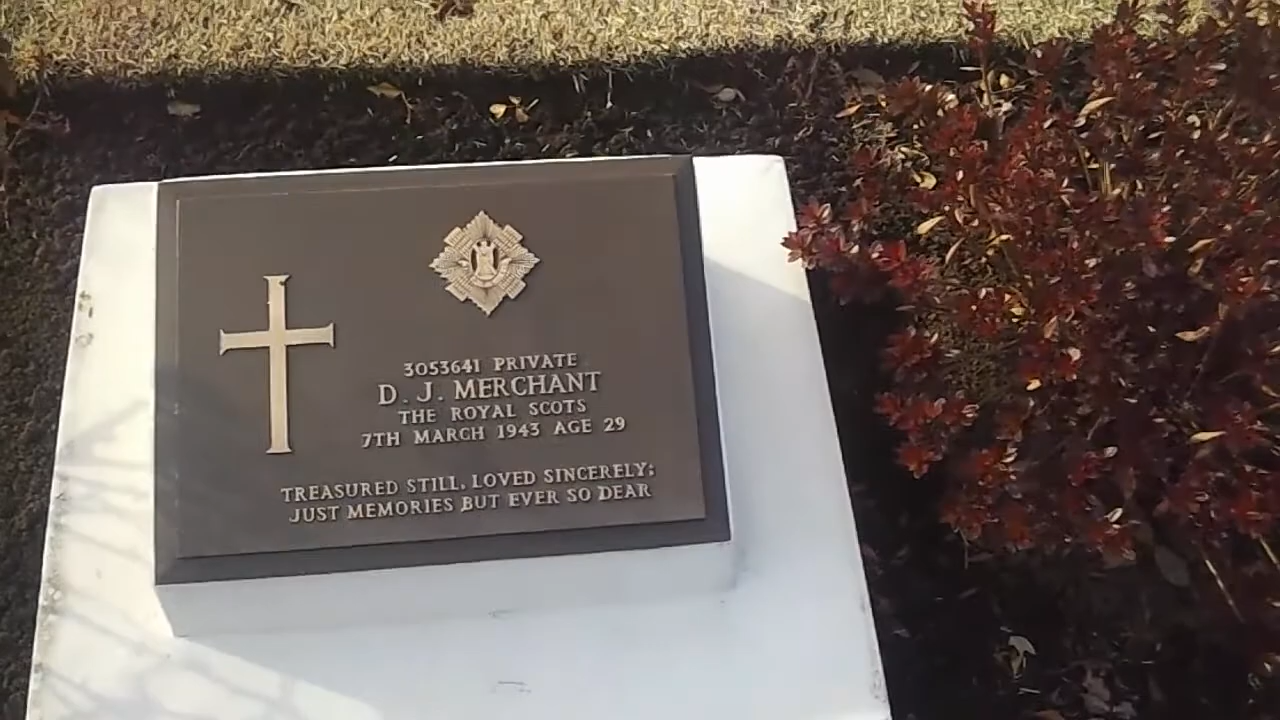 3053641 PRIVATE
D. J. MERCHANT
THE ROYAL SCOTS
7TH MARCH 1943 AGE 29
TREASURED STILL, LOVED SINCERELY;
JUST MEMORIES BUT EVER SO DEAR